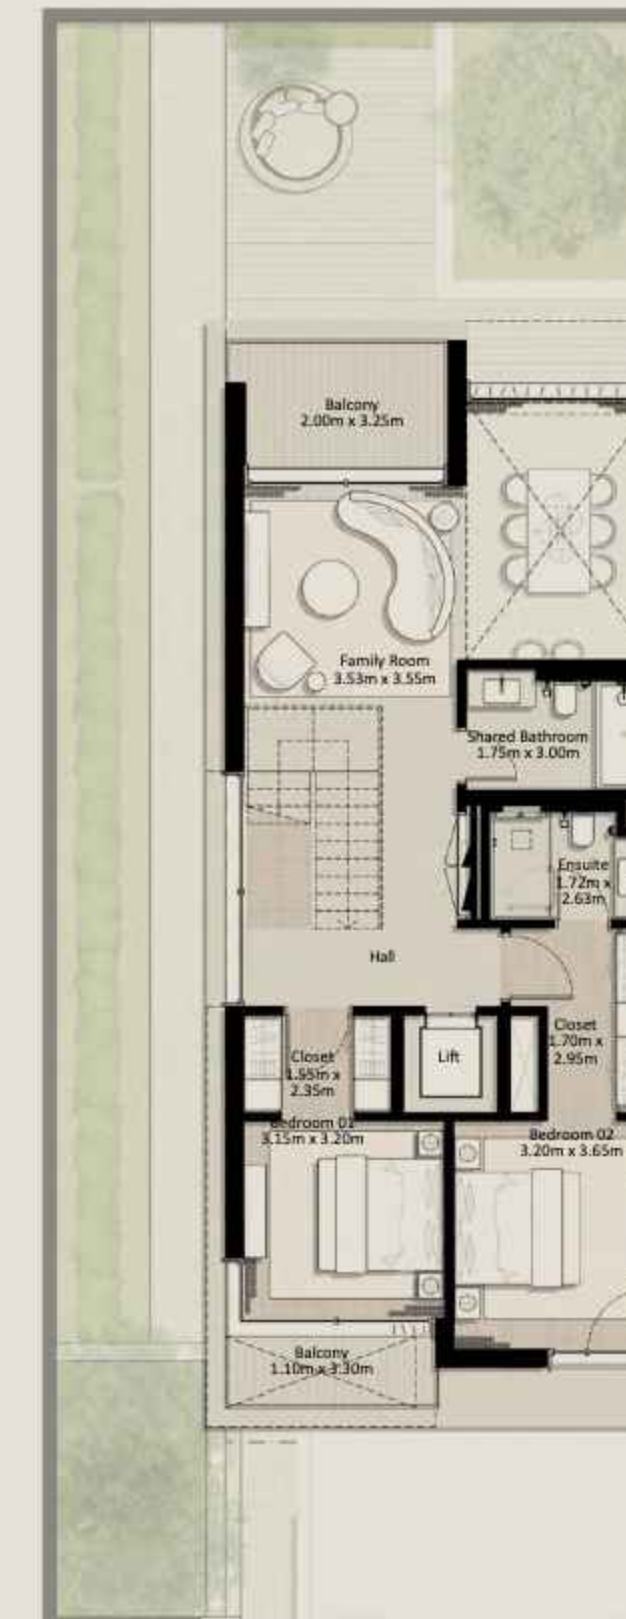 Balcony
2.00m x 3.25m
Family Room
3.53m x 3.55m
Shared Bathroom
1.75m x 3.00m
Ensuite
1.72m x
2.63m
Hall
Closet
1.55m x
2.35m
Lift
Closet
1.70m x
2.95m
Bedroom 01
3.15m x 3.20m
Bedroom 02
3.20m x 3.65m
Balcony
1.10m x 3.30m